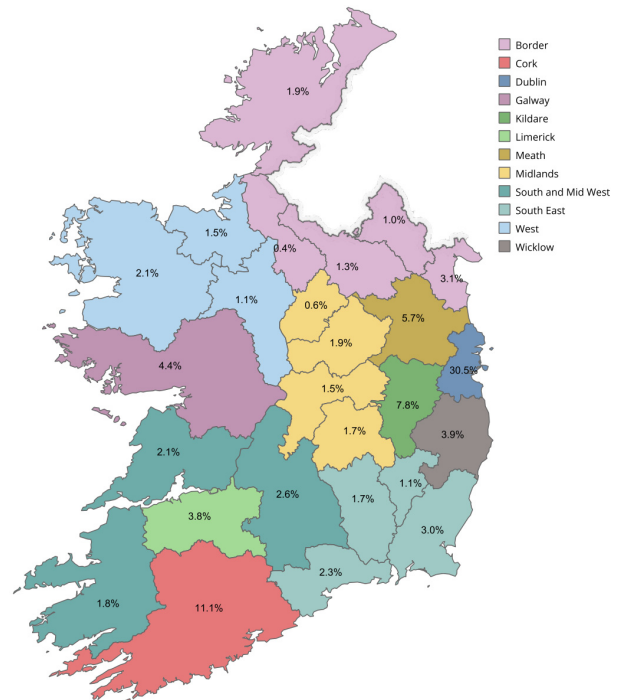 Border
Cork
Dublin
Galway
Kildare
Limerick
Meath
Midlands
South and Mid West
South East
West
Wicklow
1.9%
1.0%
1.5%
0.4%
1.3%
2.1%
3.1%
1.1%
0.6%
5.7%
1.9%
4.4%
30.5%
1.5%
7.8%
1.7%
3.9%
2.1%
1.1%
2.6%
1.7%
3.8%
3.0%
2.3%
1.8%
11.1%